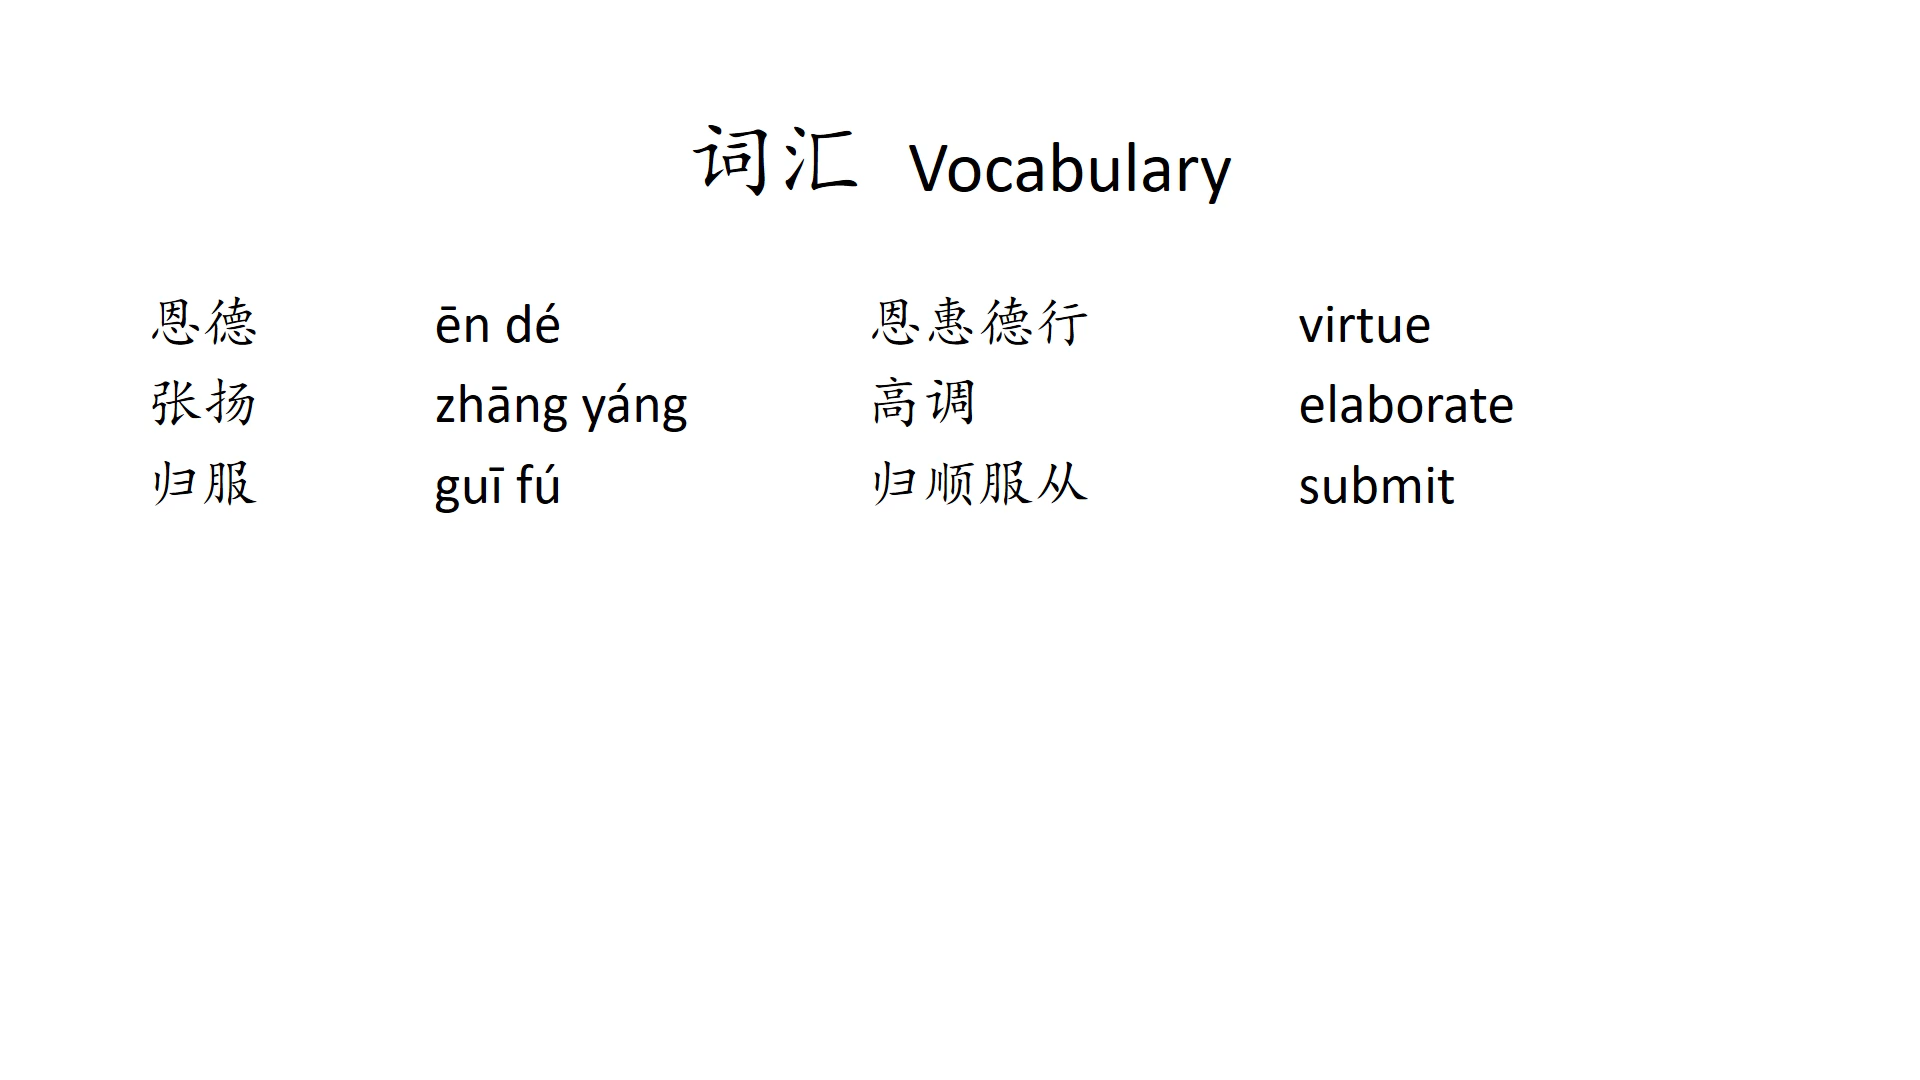 词汇 Vocabulary
恩德 ēn dé 恩惠德行 virtue
张扬 zhāng yáng 高调 elaborate
归服 guī fú 归顺服从 submit